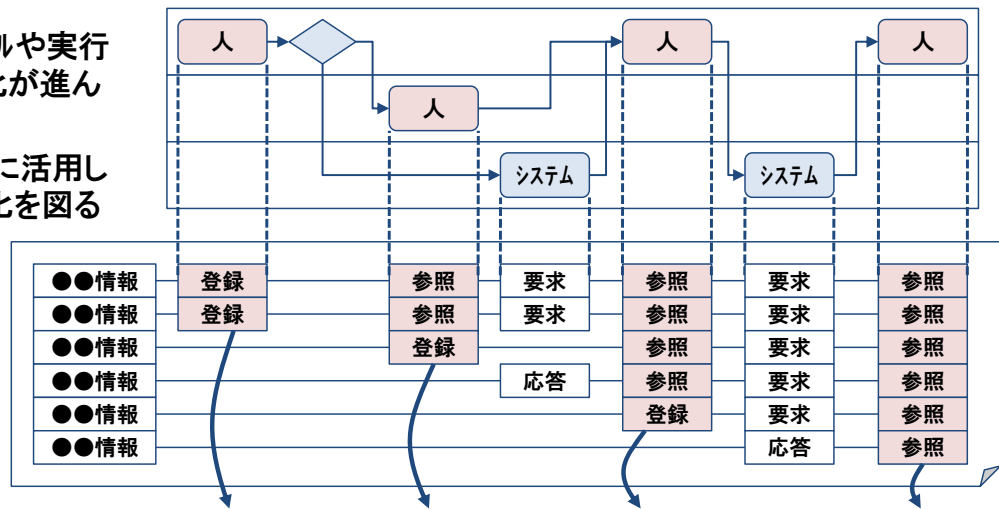 ルや実行
化が進ん
に活用し
化を図る
人
人
人
人
システム
システム
●●情報 登録 参照 要求 参照 要求 参照
●●情報 登録 参照 要求 参照 要求 参照
●●情報 登録 参照 要求 参照
●●情報 応答 参照 要求 参照
●●情報 登録 要求 参照
●●情報 応答 参照